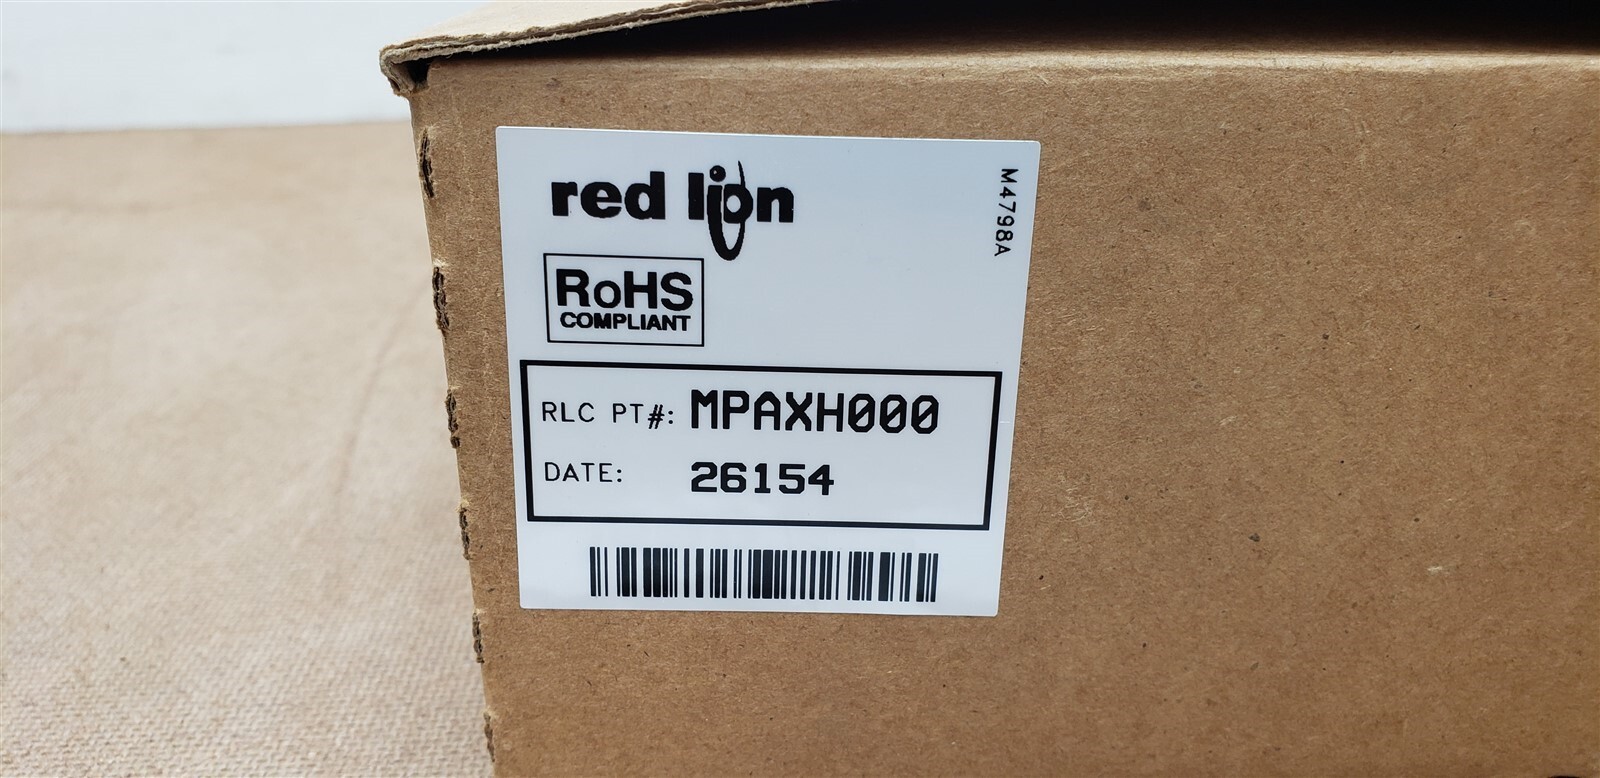 red lion
M4798A
RoHS
COMPLIANT
RLC PT#: MPAXH000
DATE: 26154